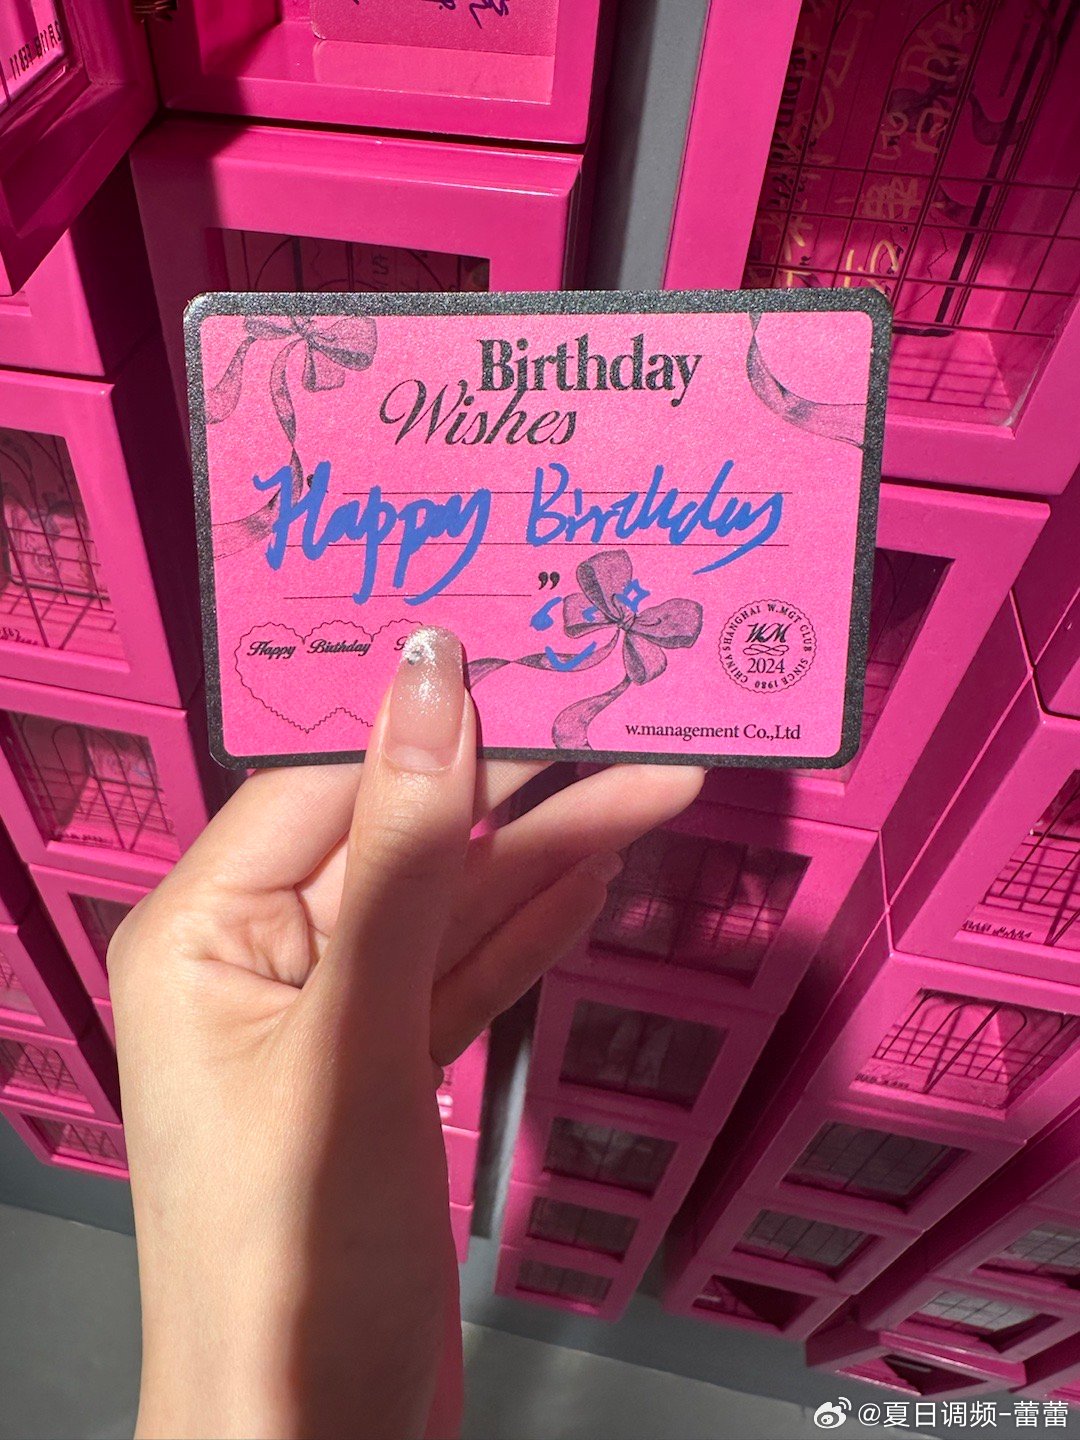 Birthday
Wishes
Happy Birthday
”
Happy Birthday
CHINA SHANGHAI W.MGT CLUB SINCE 1980
WM
2024
w.management Co.,Ltd
@夏日调频-蕾蕾